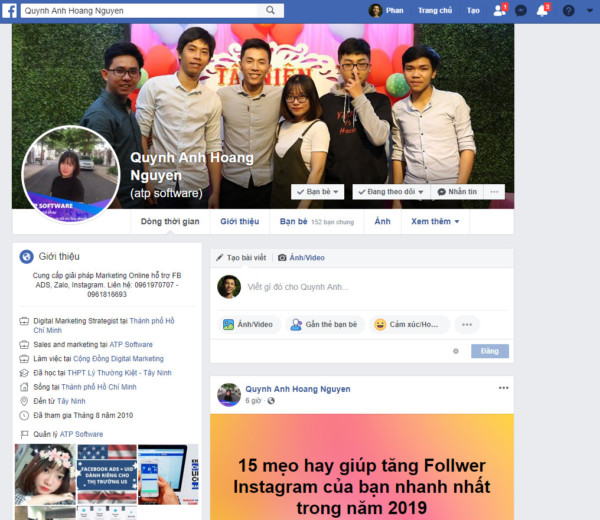 Quynh Anh Hoang Nguyen
Phan
Trang chủ
Tạo
1
3
TẤT NIÊN
Quynh Anh Hoang
Nguyen
(atp software)
Bạn bè
Đang theo dõi
Nhắn tin
Dòng thời gian
Giới thiệu
Bạn bè 152 bạn chung
Ảnh
Xem thêm
Giới thiệu
Cung cấp giải pháp Marketing Online hỗ trợ FB
ADS, Zalo, Instagram. Liên hệ: 0961970707 -
0961816693
Digital Marketing Strategist tại Thành phố Hồ
Chí Minh
Sales and marketing tại ATP Software
Làm việc tại Cộng Đồng Digital Marketing
Đã học tại THPT Lý Thường Kiệt - Tây Ninh
Sống tại Thành phố Hồ Chí Minh
Đến từ Tây Ninh
Đã tham gia Tháng 8 năm 2010
Quản lý ATP Software
FACEBOOK ADS + UID
DÀNH RIÊNG CHO
THỊ TRƯỜNG US
Tạo bài viết
Ảnh/Video
Viết gì đó cho Quynh Anh...
Ảnh/Video
Gắn thẻ bạn bè
Cảm xúc/Ho...
Đăng
Quynh Anh Hoang Nguyen
6 giờ
15 mẹo hay giúp tăng Follwer
Instagram của bạn nhanh nhất
trong năm 2019